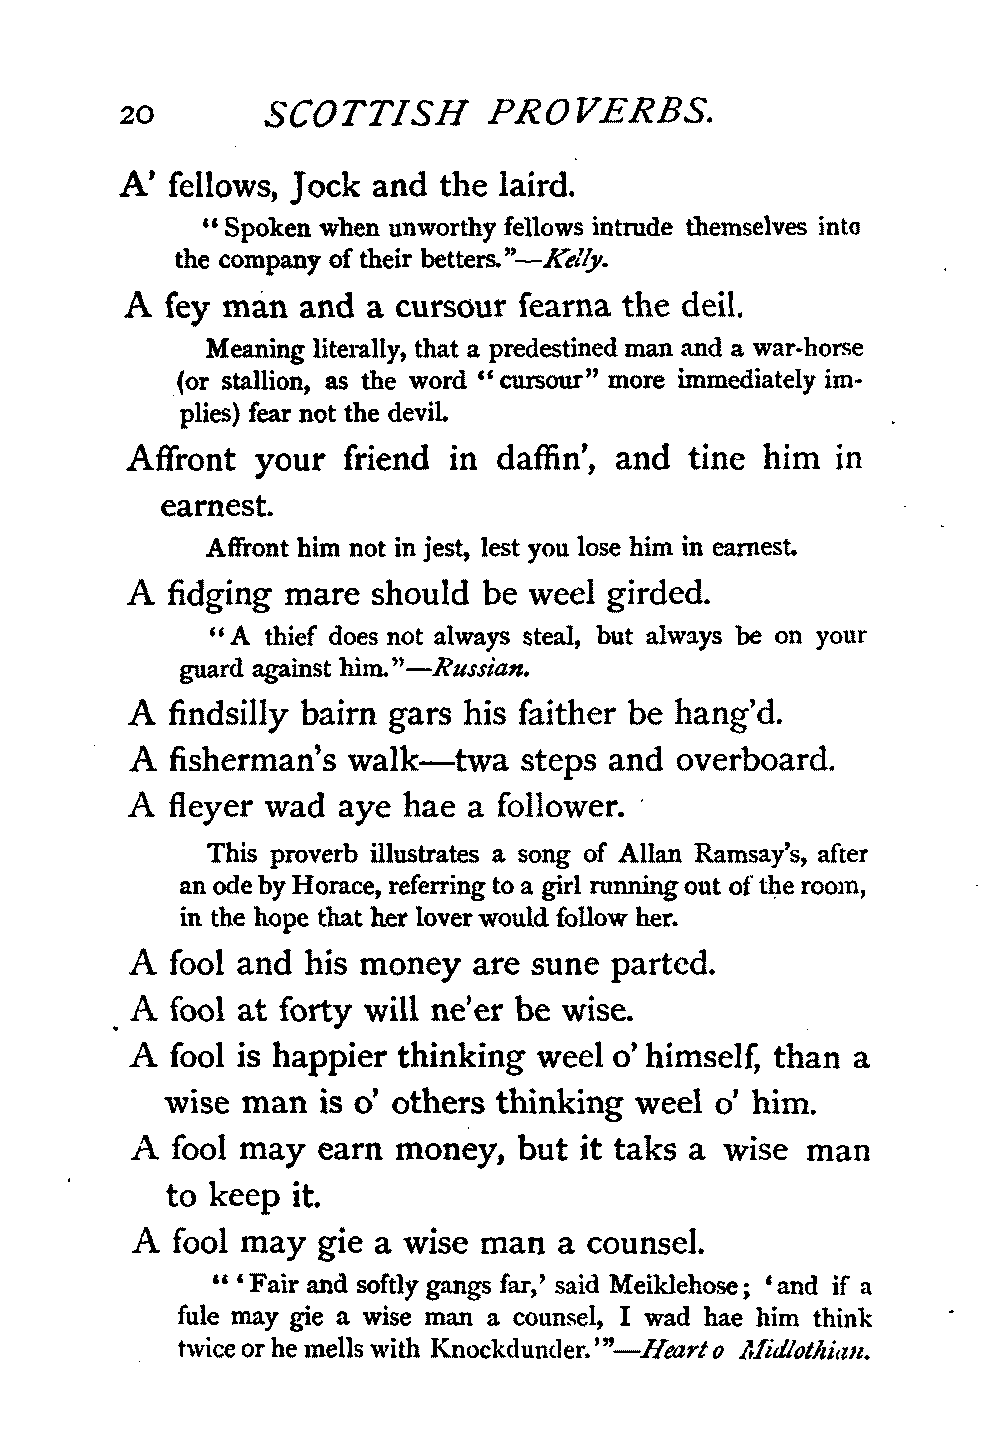 20 SCOTTISH PROVERBS.
A' fellows, Jock and the laird.
“Spoken when unworthy fellows intrude themselves into
the company of their betters.”—Kelly.
A fey man and a cursour fearna the deil.
Meaning literally, that a predestined man and a war-horse
(or stallion, as the word “cursour” more immediately im-
plies) fear not the devil.
Affront your friend in daffin', and tine him in
earnest.
Affront him not in jest, lest you lose him in earnest.
A fidging mare should be weel girded.
“A thief does not always steal, but always be on your
guard against him.”—Russian.
A findsilly bairn gars his faither be hang'd.
A fisherman's walk—twa steps and overboard.
A fleyer wad aye hae a follower.
This proverb illustrates a song of Allan Ramsay's, after
an ode by Horace, referring to a girl running out of the room,
in the hope that her lover would follow her.
A fool and his money are sune parted.
A fool at forty will ne'er be wise.
A fool is happier thinking weel o' himself, than a
wise man is o' others thinking weel o' him.
A fool may earn money, but it taks a wise man
to keep it.
A fool may gie a wise man a counsel.
“‘Fair and softly gangs far,’ said Meiklehose; ‘and if a
fule may gie a wise man a counsel, I wad hae him think
twice or he mells with Knockdunder.’”—Heart o Midlothian.